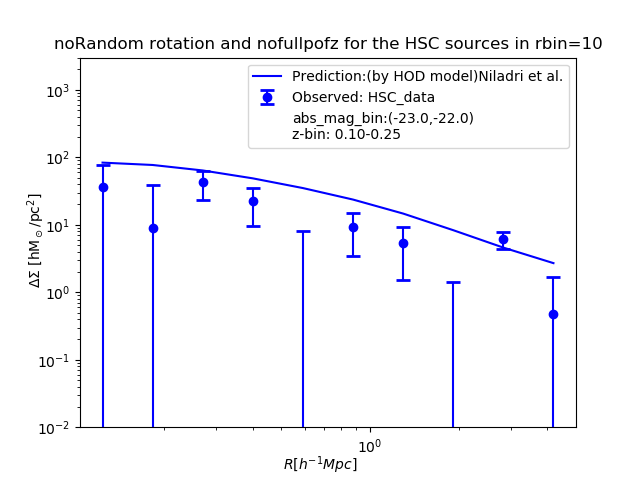 noRandom rotation and nofullpofz for the HSC sources in rbin=10
Prediction:(by HOD model)Niladri et al.
Observed: HSC_data
abs_mag_bin:(-23.0,-22.0)
z-bin: 0.10-0.25
ΔΣ [hM_⊙/pc²]
10³
10²
10¹
10⁰
10⁻¹
10⁻²
10⁰
R[h⁻¹Mpc]